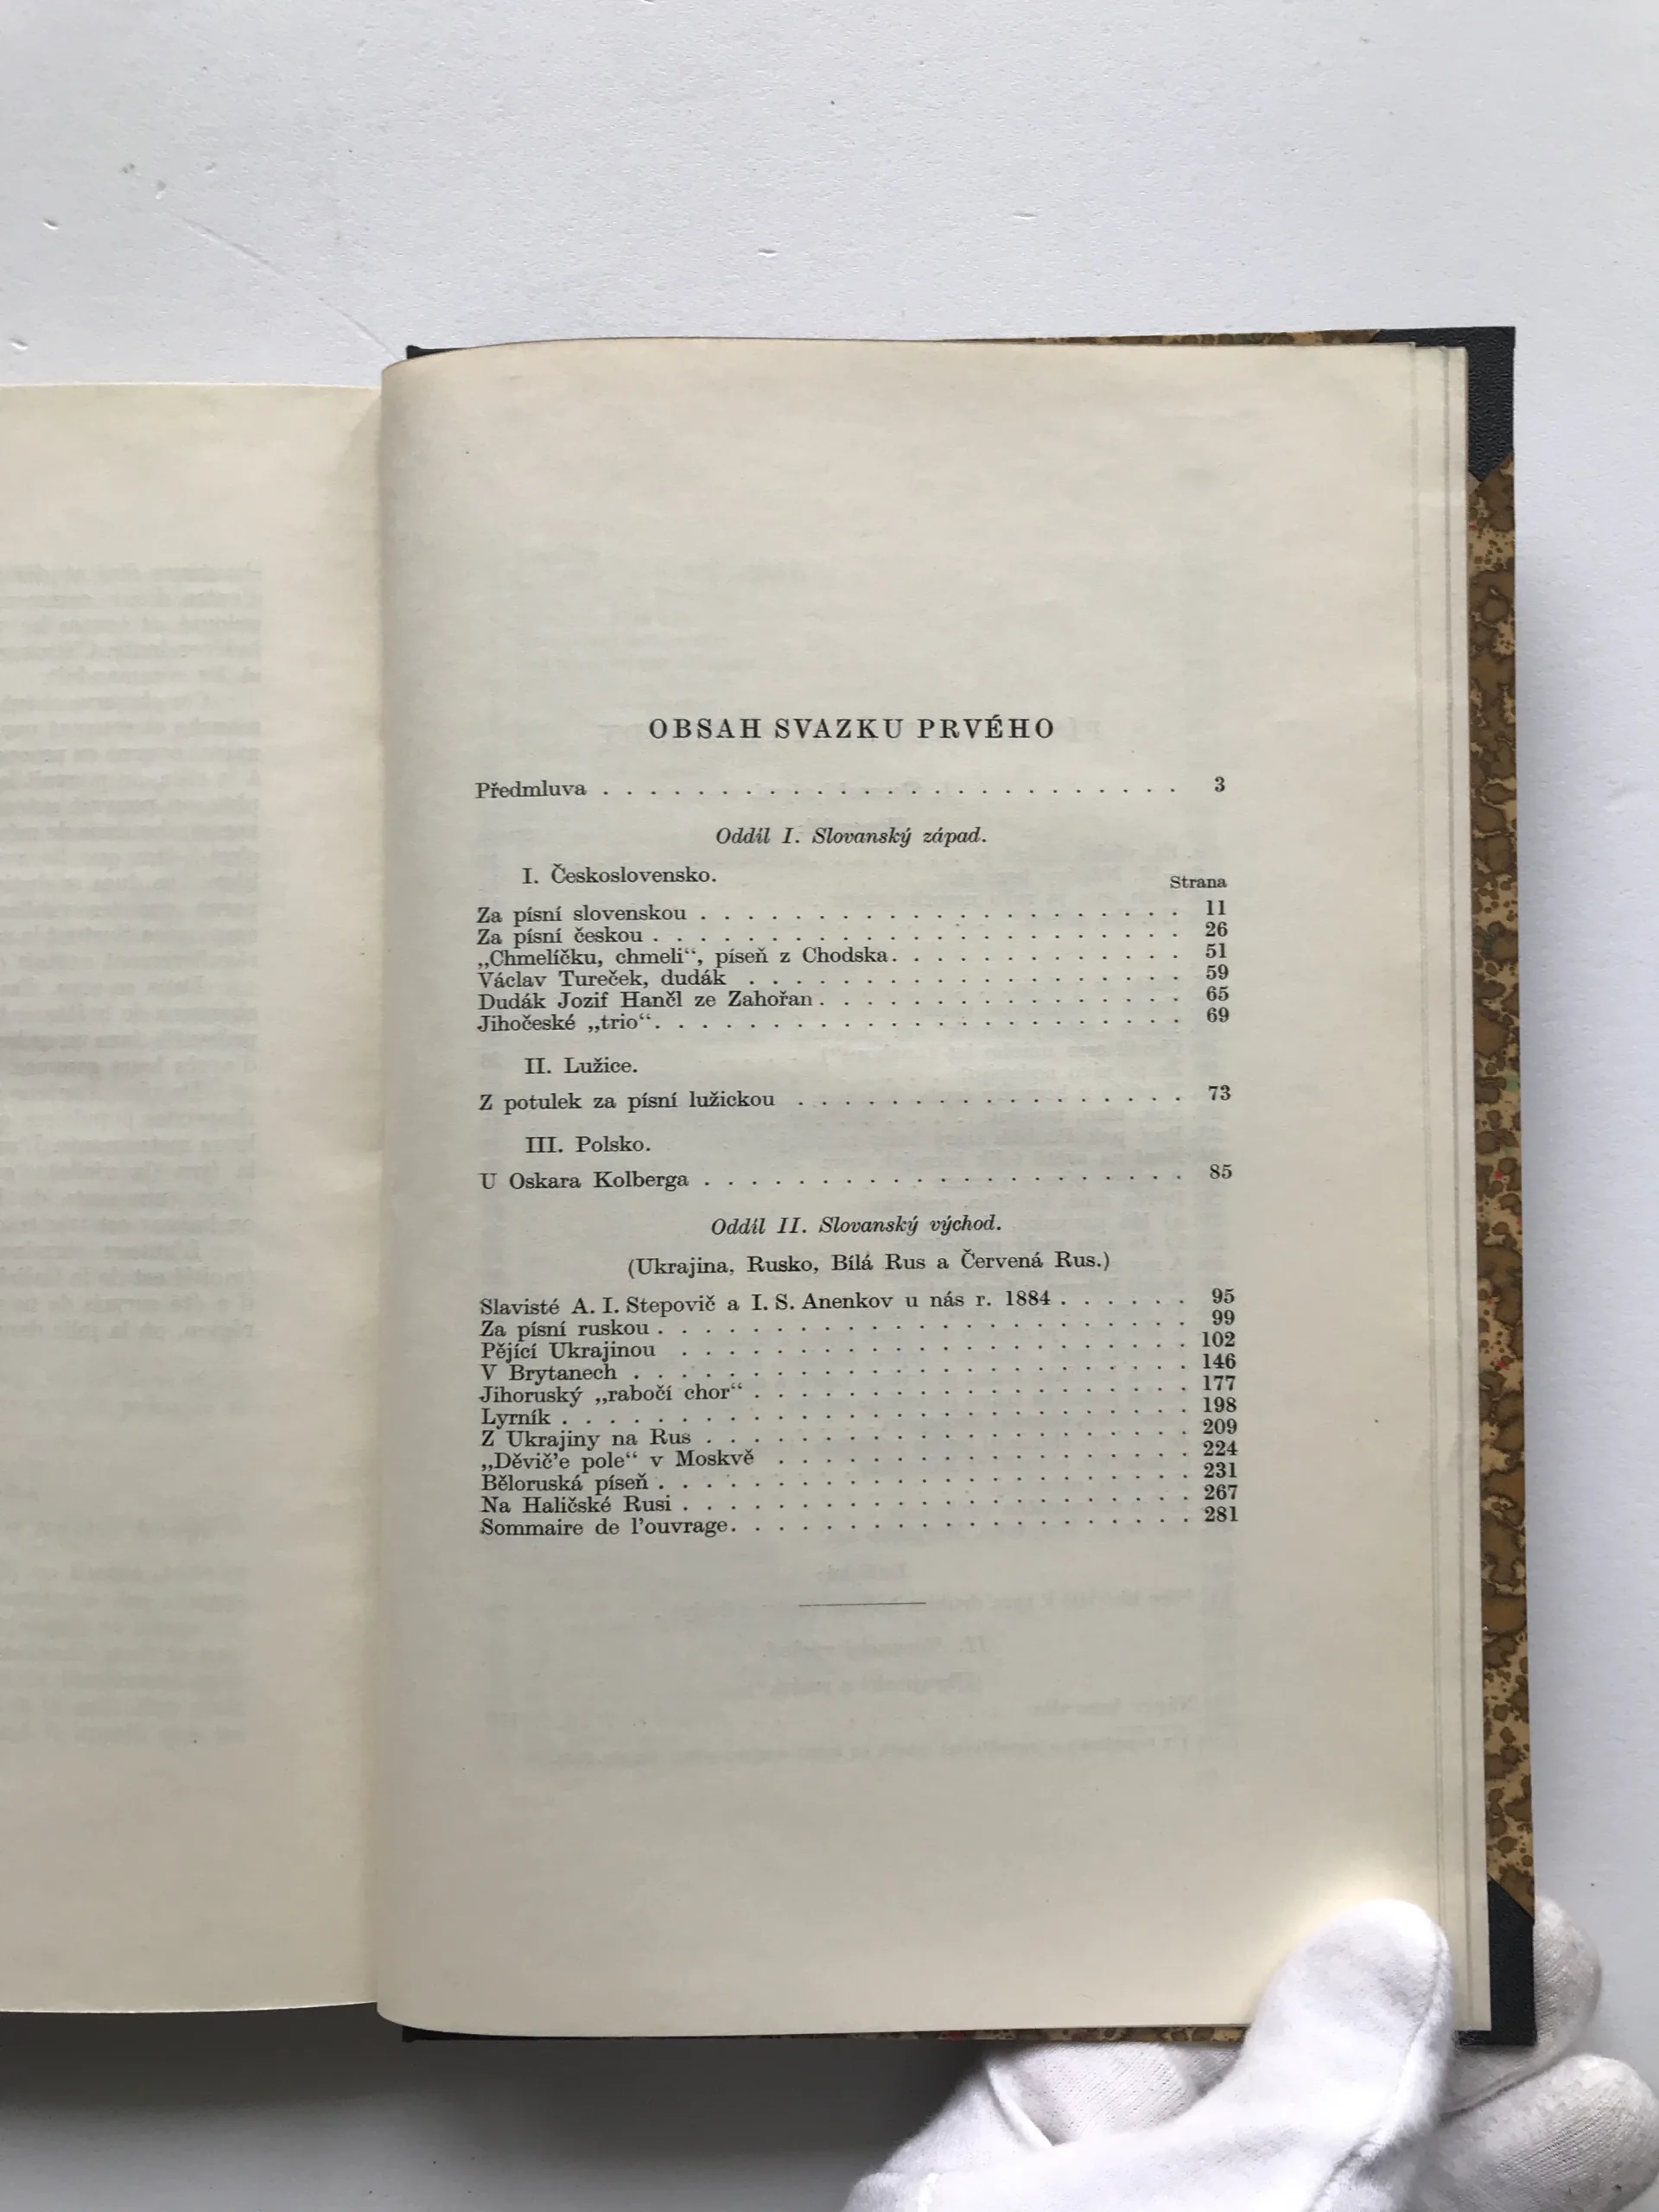 OBSAH SVAZKU PRVÉHO
Předmluva . . . . . . . . . . . . . . . . . . . . . . . . . 3
Oddíl I. Slovanský západ.
I. Československo.
Strana
Za písní slovenskou . . . . . . . . . . . . . . . . . . . . . 11
Za písní českou . . . . . . . . . . . . . . . . . . . . . . . 26
„Chmelíčku, chmeli“, píseň z Chodska. . . . . . . . . . . . . 51
Václav Tureček, dudák . . . . . . . . . . . . . . . . . . . 59
Dudák Jozif Hančl ze Zahořan . . . . . . . . . . . . . . . . 65
Jihočeské „trio“. . . . . . . . . . . . . . . . . . . . . . . 69
II. Lužice.
Z potulek za písní lužickou . . . . . . . . . . . . . . . . . 73
III. Polsko.
U Oskara Kolberga . . . . . . . . . . . . . . . . . . . . . 85
Oddíl II. Slovanský východ.
(Ukrajina, Rusko, Bílá Rus a Červená Rus.)
Slavisté A. I. Stepovič a I. S. Anenkov u nás r. 1884 . . . . . . 95
Za písní ruskou . . . . . . . . . . . . . . . . . . . . . . . 99
Pějící Ukrajinou . . . . . . . . . . . . . . . . . . . . . . 102
V Brytanech . . . . . . . . . . . . . . . . . . . . . . . . 146
Jihoruský „rabočí chor“ . . . . . . . . . . . . . . . . . . . 177
Lyrník . . . . . . . . . . . . . . . . . . . . . . . . . . . 198
Z Ukrajiny na Rus . . . . . . . . . . . . . . . . . . . . . 209
„Děvič’e pole“ v Moskvě . . . . . . . . . . . . . . . . . . 224
Běloruská píseň . . . . . . . . . . . . . . . . . . . . . . . 231
Na Haličské Rusi . . . . . . . . . . . . . . . . . . . . . . 267
Sommaire de l’ouvrage. . . . . . . . . . . . . . . . . . . . 281